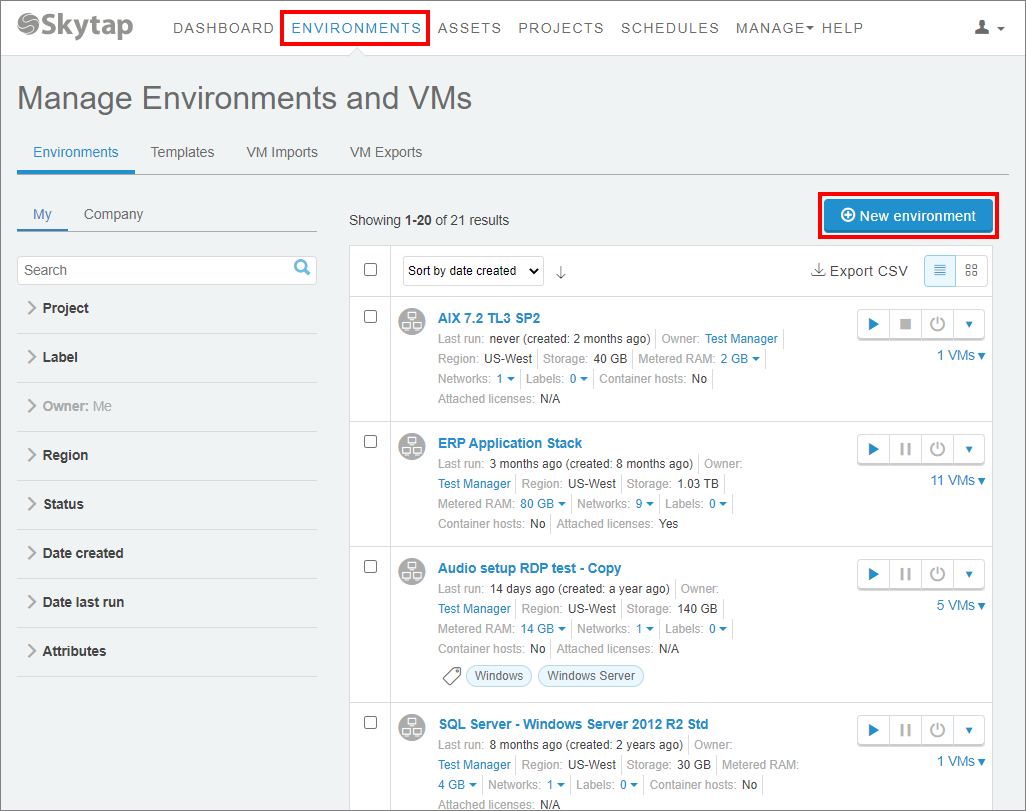 Skytap
DASHBOARD ENVIRONMENTS ASSETS PROJECTS SCHEDULES MANAGE HELP
Manage Environments and VMs
Environments Templates VM Imports VM Exports
My Company
Search
Project
Label
Owner: Me
Region
Status
Date created
Date last run
Attributes
Showing 1-20 of 21 results
New environment
Sort by date created
Export CSV
AIX 7.2 TL3 SP2
Last run: never (created: 2 months ago) Owner: Test Manager
Region: US-West Storage: 40 GB Metered RAM: 2 GB
Networks: 1 Labels: 0 Container hosts: No
Attached licenses: N/A
1 VMs
ERP Application Stack
Last run: 3 months ago (created: 8 months ago) Owner:
Test Manager Region: US-West Storage: 1.03 TB
Metered RAM: 80 GB Networks: 9 Labels: 0
Container hosts: No Attached licenses: Yes
11 VMs
Audio setup RDP test - Copy
Last run: 14 days ago (created: a year ago) Owner:
Test Manager Region: US-West Storage: 140 GB
Metered RAM: 14 GB Networks: 1 Labels: 0
Container hosts: No Attached licenses: N/A
Windows Windows Server
5 VMs
SQL Server - Windows Server 2012 R2 Std
Last run: 8 months ago (created: 2 years ago) Owner:
Test Manager Region: US-West Storage: 30 GB Metered RAM:
4 GB Networks: 1 Labels: 0 Container hosts: No
Attached licenses: N/A
1 VMs